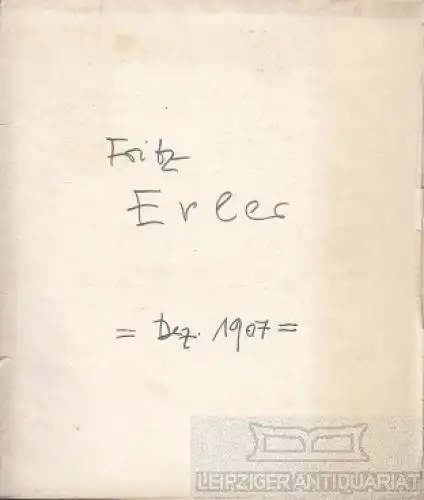 Fritz
Erler
= Dez. 1907 =
LEIPZIGER ANTIQUARIAT